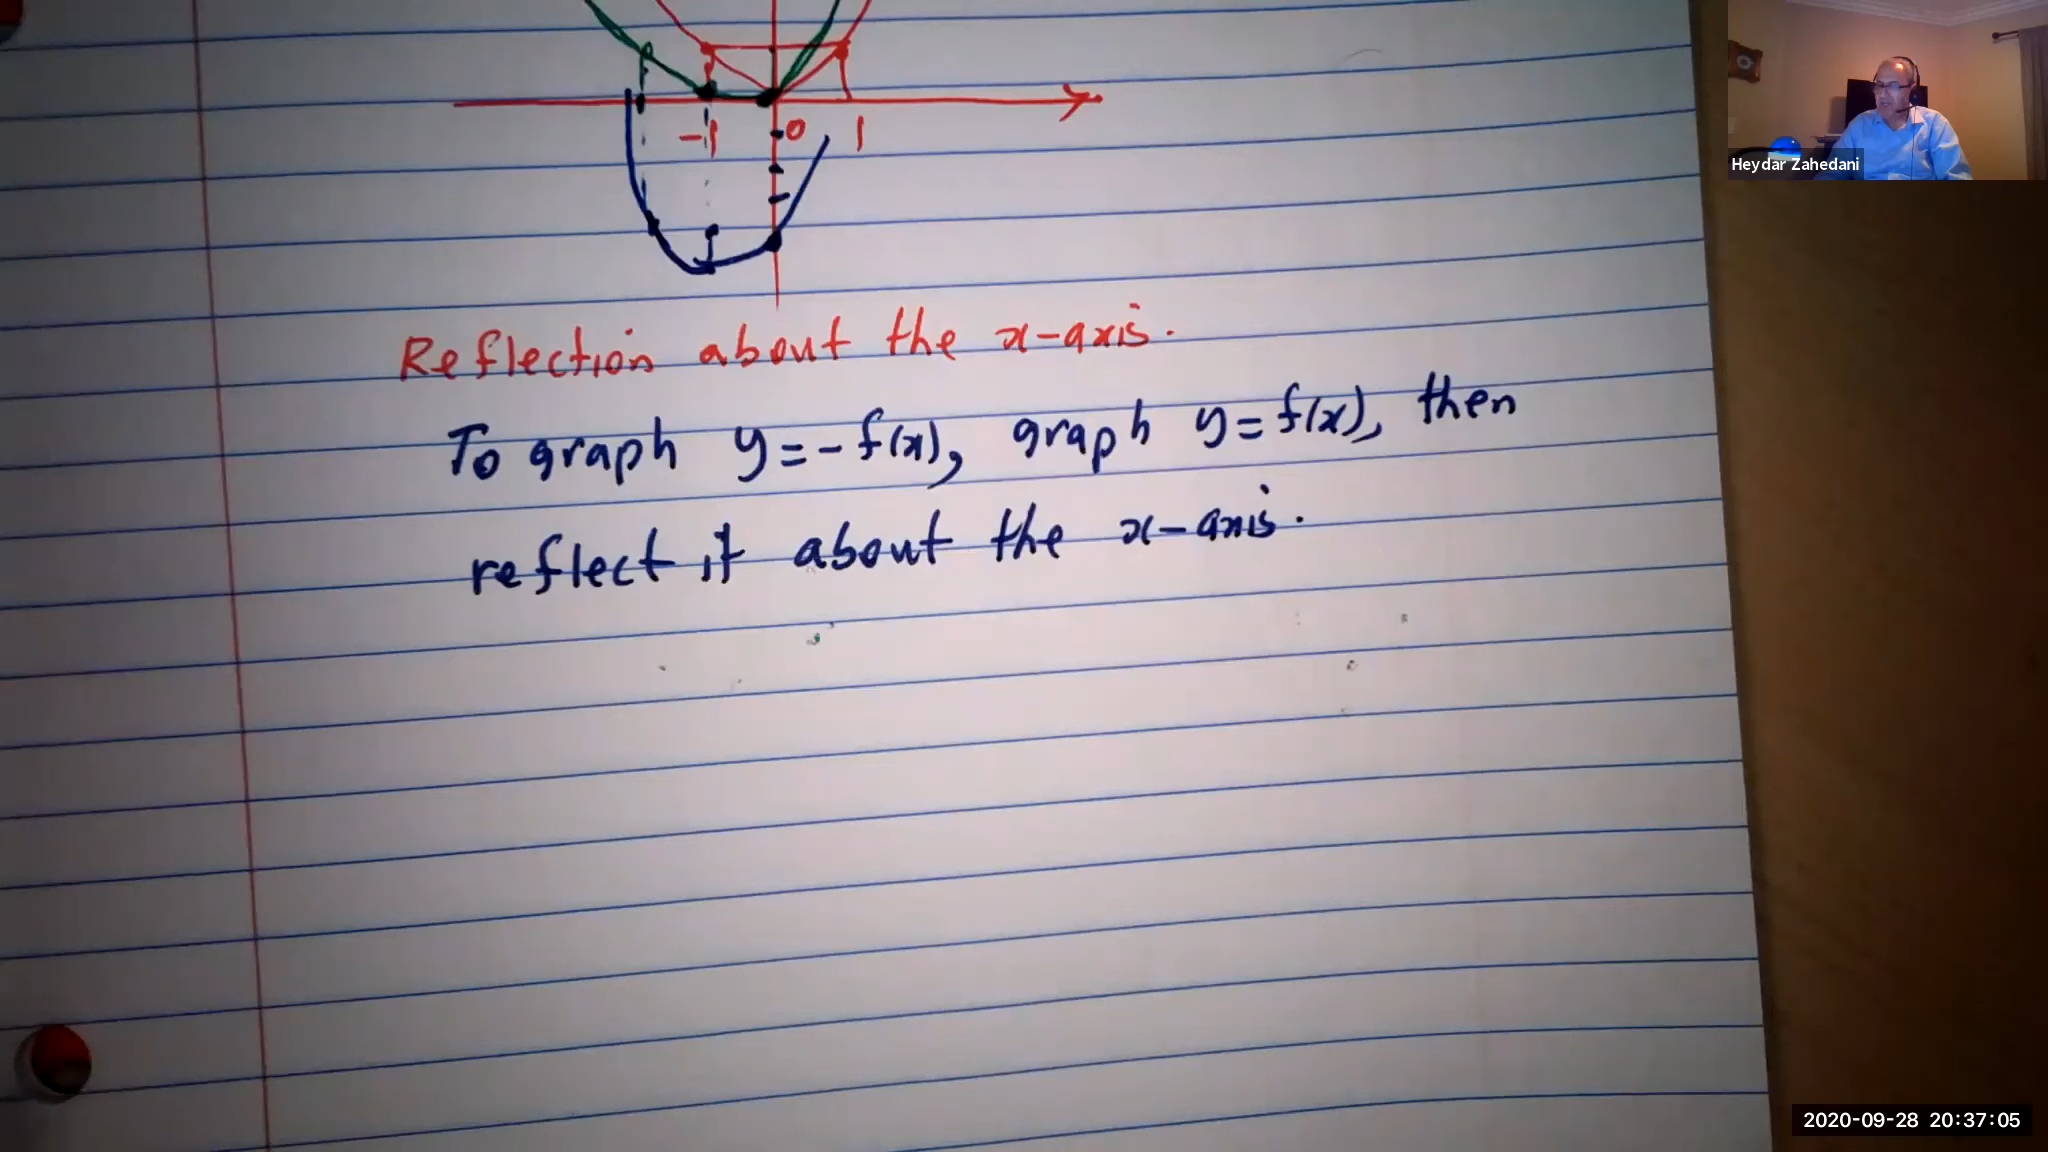 -1 0 1
Heydar Zahedani
Reflection about the x-axis.
To graph y=-f(x), graph y=f(x), then
reflect it about the x-axis.
2020-09-28 20:37:05